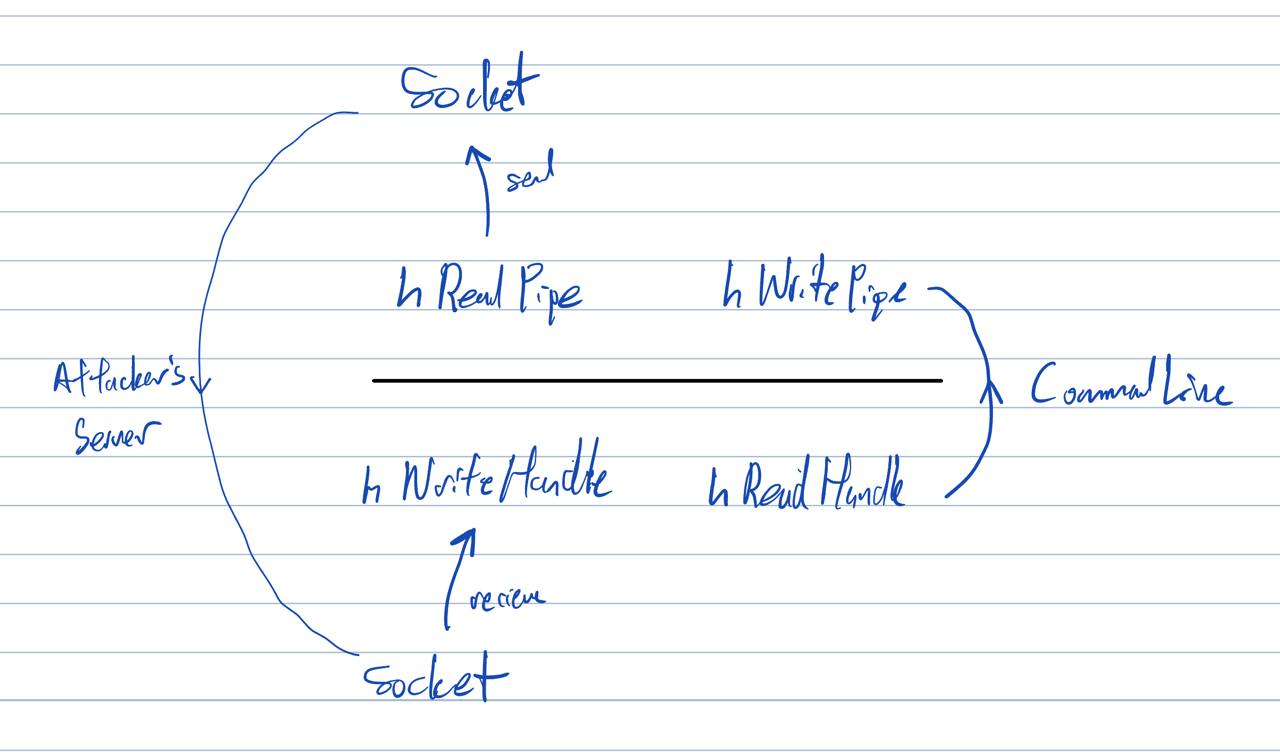 Socket
send
h Read Pipe h Write Pipe
Attacker's
Server
Command Line
h Write Handle h Read Handle
recieve
Socket